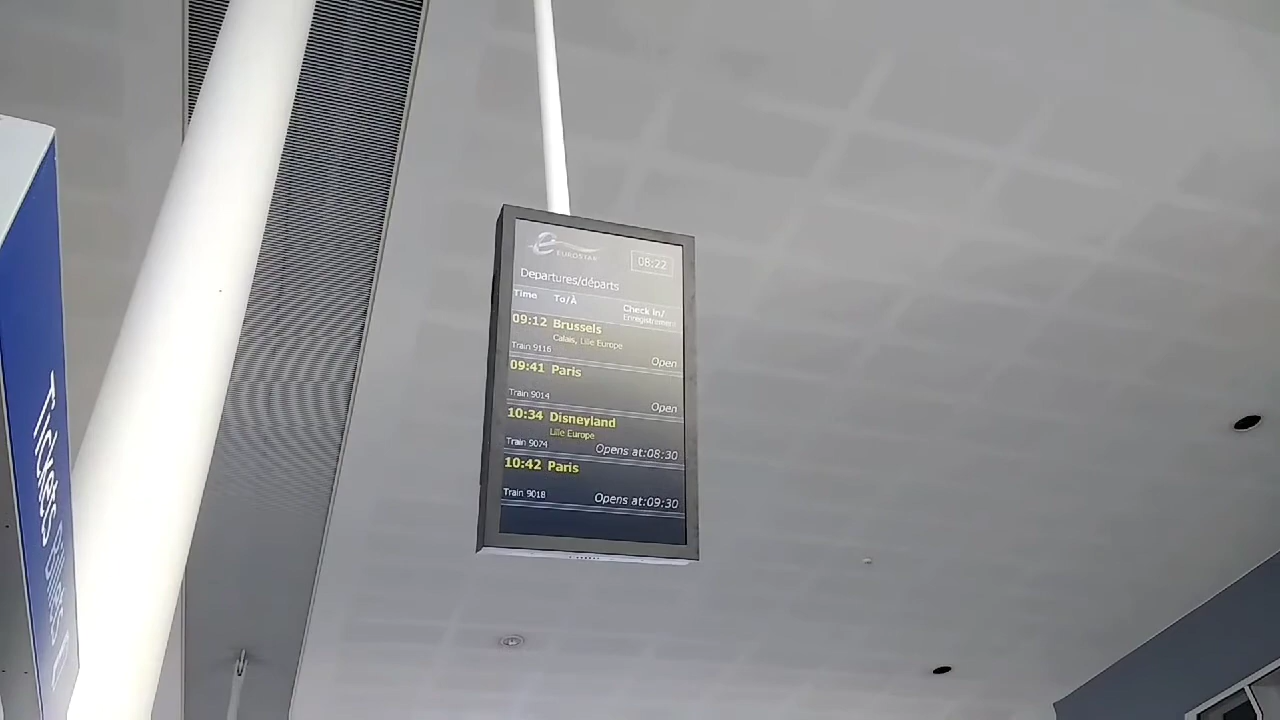 EUROSTAR
08:22
Departures/départs
Time To/À Check in/
Enregistrement
09:12 Brussels
Calais, Lille Europe
Train 9116 Open
09:41 Paris
Train 9014 Open
10:34 Disneyland
Lille Europe
Train 9074 Opens at:08:30
10:42 Paris
Train 9018 Opens at:09:30
Tickets Billets